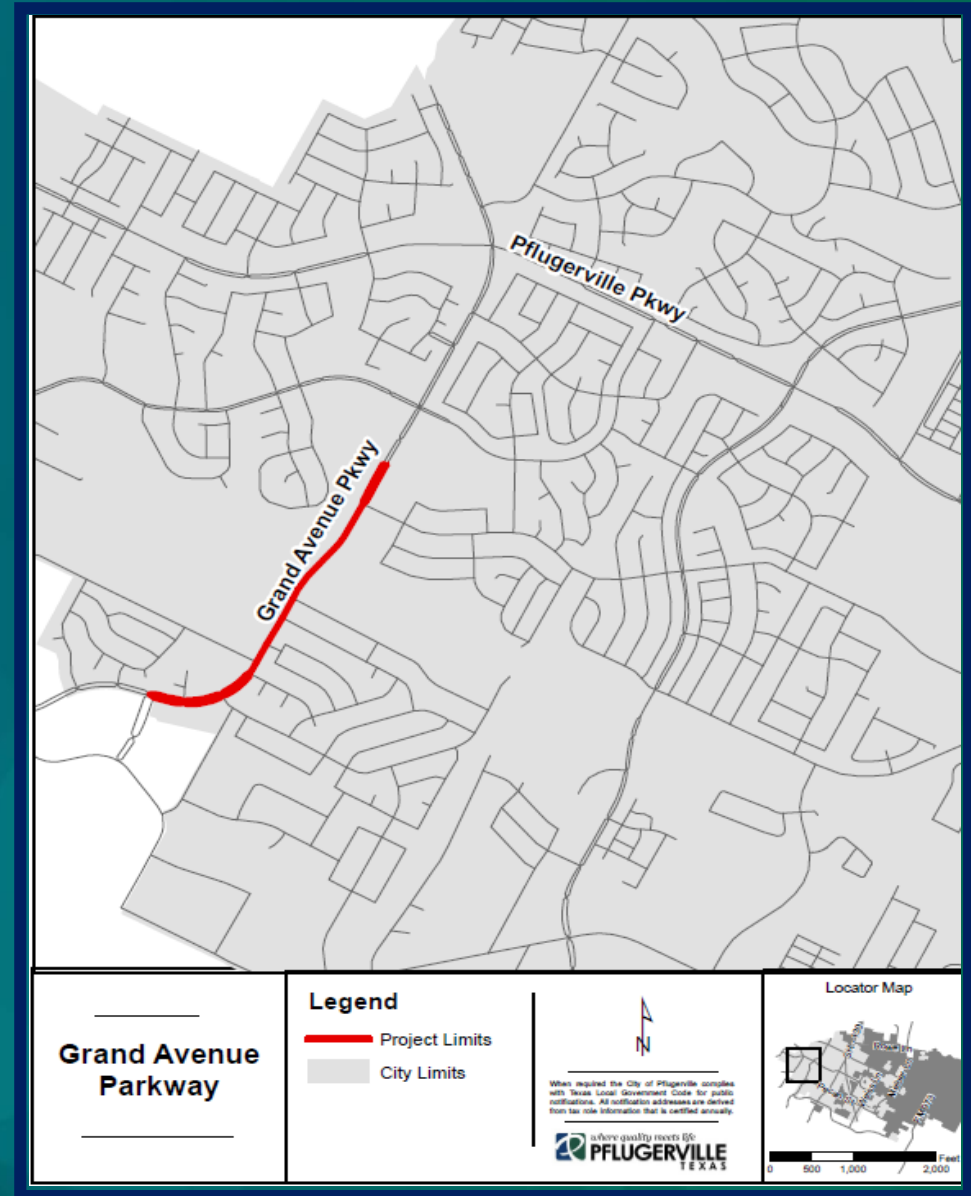 Pflugerville Pkwy
Grand Avenue Pkwy
Grand Avenue
Parkway
Legend
Project Limits
City Limits
N
When required the City of Pflugerville complies
with Texas Local Government Code for public
notifications. All notification addresses are derived
from tax role information that is certified annually.
where quality meets life
PFLUGERVILLE
TEXAS
Locator Map
Feet
0 500 1,000 2,000